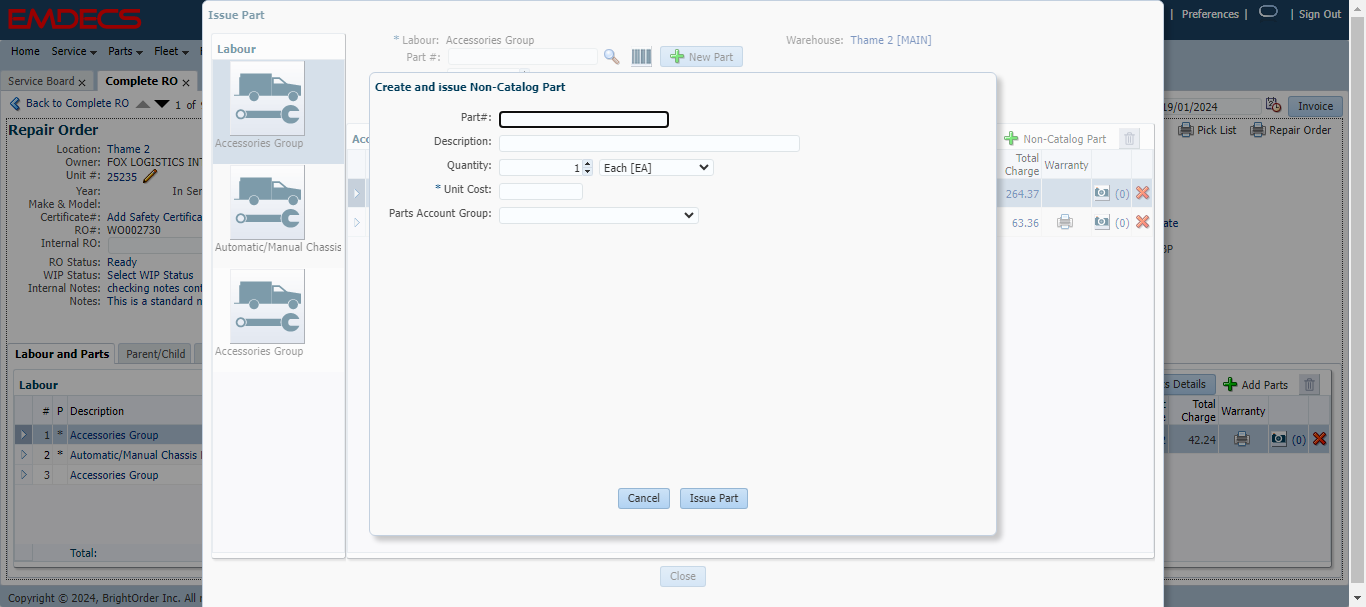 EMDECS
Issue Part
| Preferences |
| Sign Out
Home Service Parts Fleet
Labour
* Labour: Accessories Group
Warehouse: Thame 2 [MAIN]
Part #:
New Part
Service Board x
Complete RO x
Create and issue Non-Catalog Part
Back to Complete RO
1 of
19/01/2024
Invoice
Repair Order
Part#:
Pick List
Repair Order
Accessories Group
Non-Catalog Part
Location: Thame 2
Description:
Owner: FOX LOGISTICS INT
Unit #: 25235
Quantity: 1 Each [EA]
Total Charge
Warranty
Year:
In Ser
* Unit Cost:
264.37
(0)
Make & Model:
Certificate#: Add Safety Certifica
Parts Account Group:
63.36
(0)
RO#: WO002730
Internal RO:
Automatic/Manual Chassis
RO Status: Ready
WIP Status: Select WIP Status
Internal Notes: checking notes cont
Notes: This is a standard n
Accessories Group
Labour and Parts
Parent/Child
Labour
s Details
Add Parts
# P Description
Total Charge
Warranty
1 * Accessories Group
42.24
(0)
2 * Automatic/Manual Chassis
3 Accessories Group
Cancel
Issue Part
Total:
Close
Copyright © 2024, BrightOrder Inc. All r